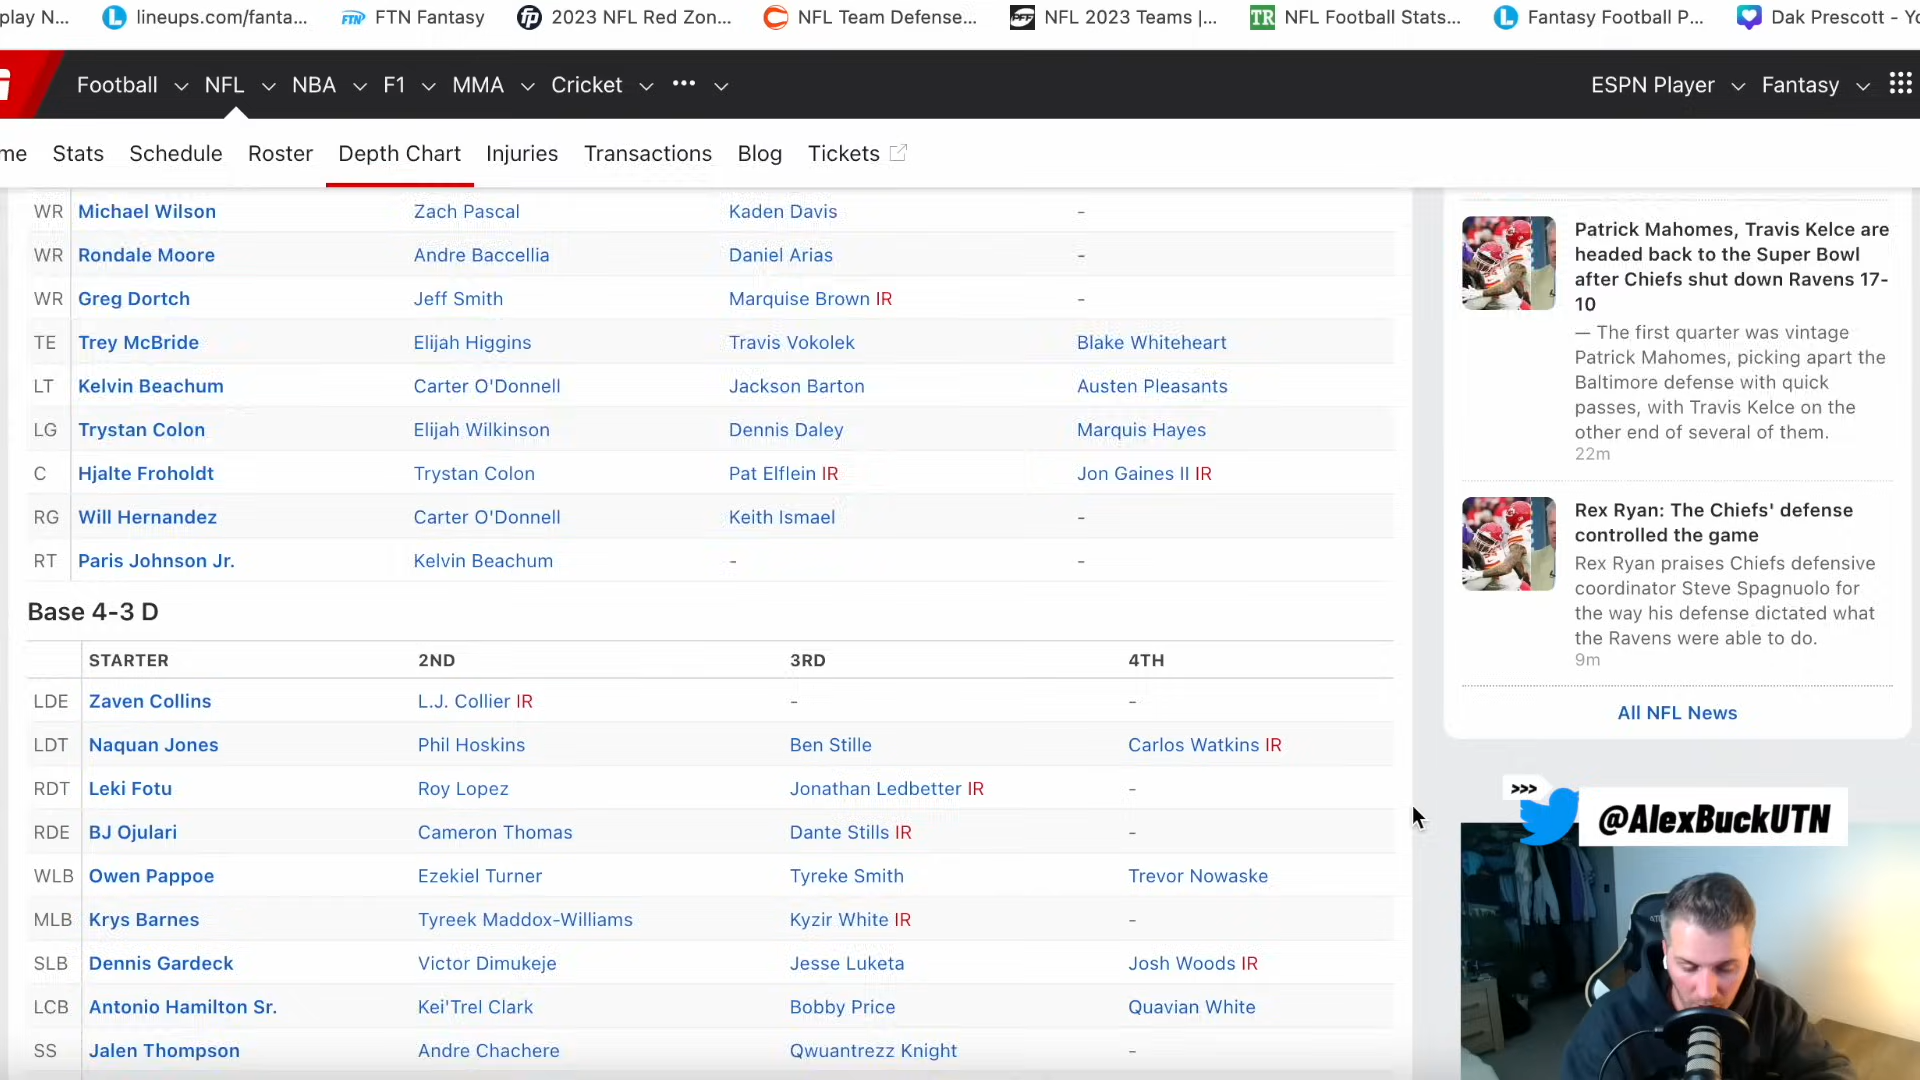 play N...
lineups.com/fanta...
FTN FTN Fantasy
fp 2023 NFL Red Zon...
NFL Team Defense...
PFF NFL 2023 Teams |...
TR NFL Football Stats...
Fantasy Football P...
Dak Prescott - Yo
Football NFL NBA F1 MMA Cricket ••• ESPN Player Fantasy
me Stats Schedule Roster Depth Chart Injuries Transactions Blog Tickets
WR Michael Wilson Zach Pascal Kaden Davis -
WR Rondale Moore Andre Baccellia Daniel Arias -
WR Greg Dortch Jeff Smith Marquise Brown IR -
TE Trey McBride Elijah Higgins Travis Vokolek Blake Whiteheart
LT Kelvin Beachum Carter O'Donnell Jackson Barton Austen Pleasants
LG Trystan Colon Elijah Wilkinson Dennis Daley Marquis Hayes
C Hjalte Froholdt Trystan Colon Pat Elflein IR Jon Gaines II IR
RG Will Hernandez Carter O'Donnell Keith Ismael -
RT Paris Johnson Jr. Kelvin Beachum - -
Base 4-3 D
STARTER 2ND 3RD 4TH
LDE Zaven Collins L.J. Collier IR - -
LDT Naquan Jones Phil Hoskins Ben Stille Carlos Watkins IR
RDT Leki Fotu Roy Lopez Jonathan Ledbetter IR -
RDE BJ Ojulari Cameron Thomas Dante Stills IR -
WLB Owen Pappoe Ezekiel Turner Tyreke Smith Trevor Nowaske
MLB Krys Barnes Tyreek Maddox-Williams Kyzir White IR -
SLB Dennis Gardeck Victor Dimukeje Jesse Luketa Josh Woods IR
LCB Antonio Hamilton Sr. Kei'Trel Clark Bobby Price Quavian White
SS Jalen Thompson Andre Chachere Qwuantrezz Knight -
Patrick Mahomes, Travis Kelce are
headed back to the Super Bowl
after Chiefs shut down Ravens 17-
10
— The first quarter was vintage
Patrick Mahomes, picking apart the
Baltimore defense with quick
passes, with Travis Kelce on the
other end of several of them.
22m
Rex Ryan: The Chiefs' defense
controlled the game
Rex Ryan praises Chiefs defensive
coordinator Steve Spagnuolo for
the way his defense dictated what
the Ravens were able to do.
9m
All NFL News
>>>
@AlexBuckUTN